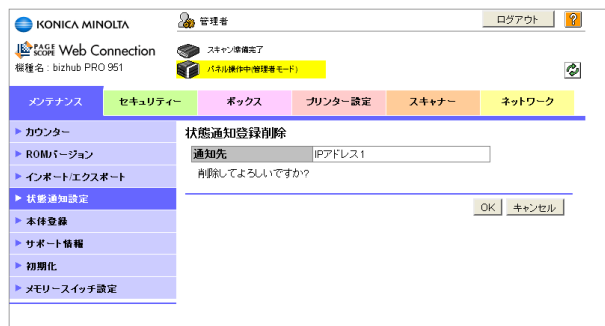 KONICA MINOLTA
管理者
ログアウト
?
PAGE SCOPE Web Connection
スキャン準備完了
機種名 : bizhub PRO 951
パネル操作中(管理者モード)
メンテナンス
セキュリティー
ボックス
プリンター設定
スキャナー
ネットワーク
カウンター
ROMバージョン
インポート/エクスポート
状態通知設定
本体登録
サポート情報
初期化
メモリースイッチ設定
状態通知登録削除
通知先
IPアドレス1
削除してよろしいですか?
OK
キャンセル